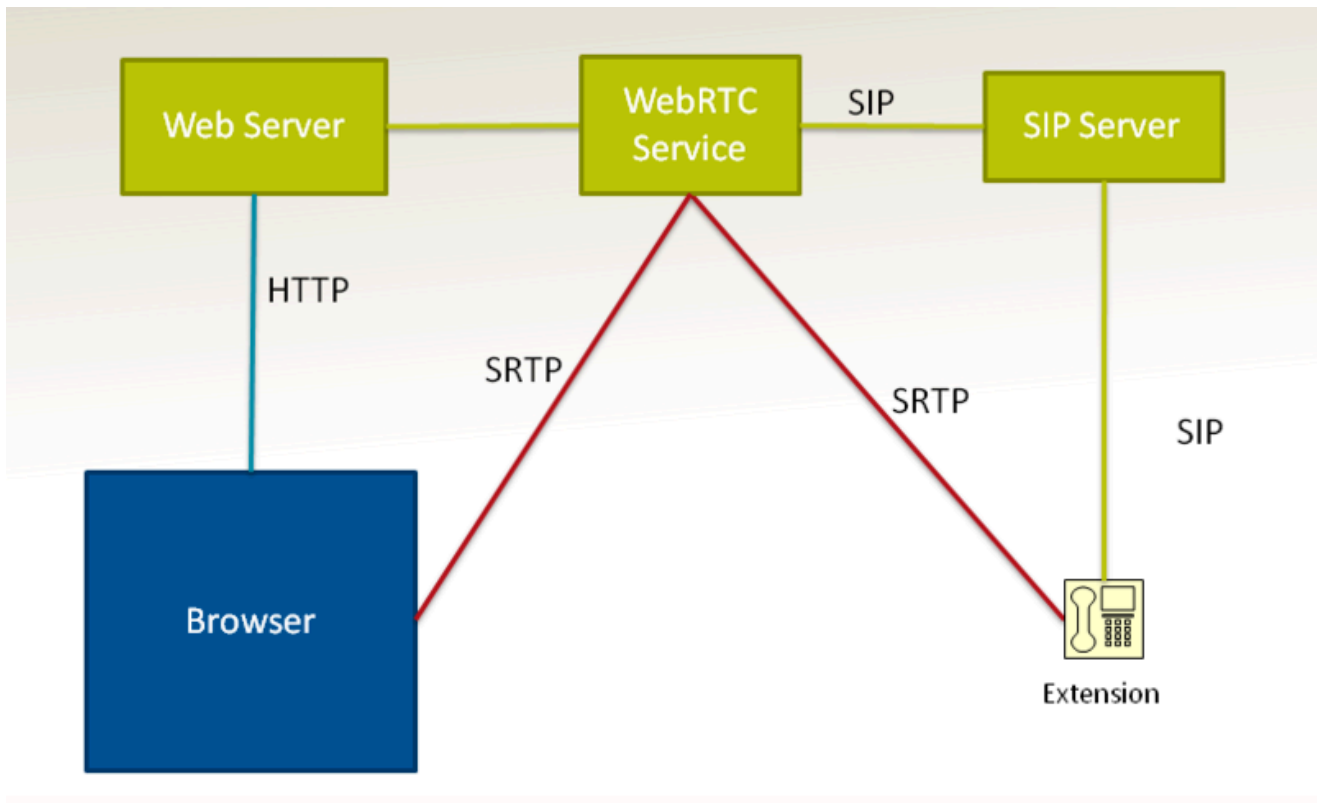 Web Server
WebRTC
Service
SIP
SIP Server
HTTP
SRTP
SRTP
SIP
Browser
Extension